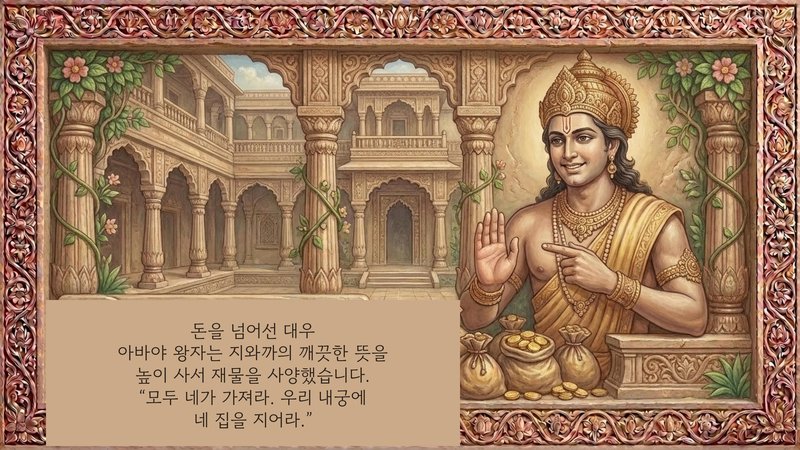 돈을 넘어선 대우
아바야 왕자는 지와까의 깨끗한 뜻을
높이 사서 재물을 사양했습니다.
“모두 네가 가져라. 우리 내궁에
네 집을 지어라.”